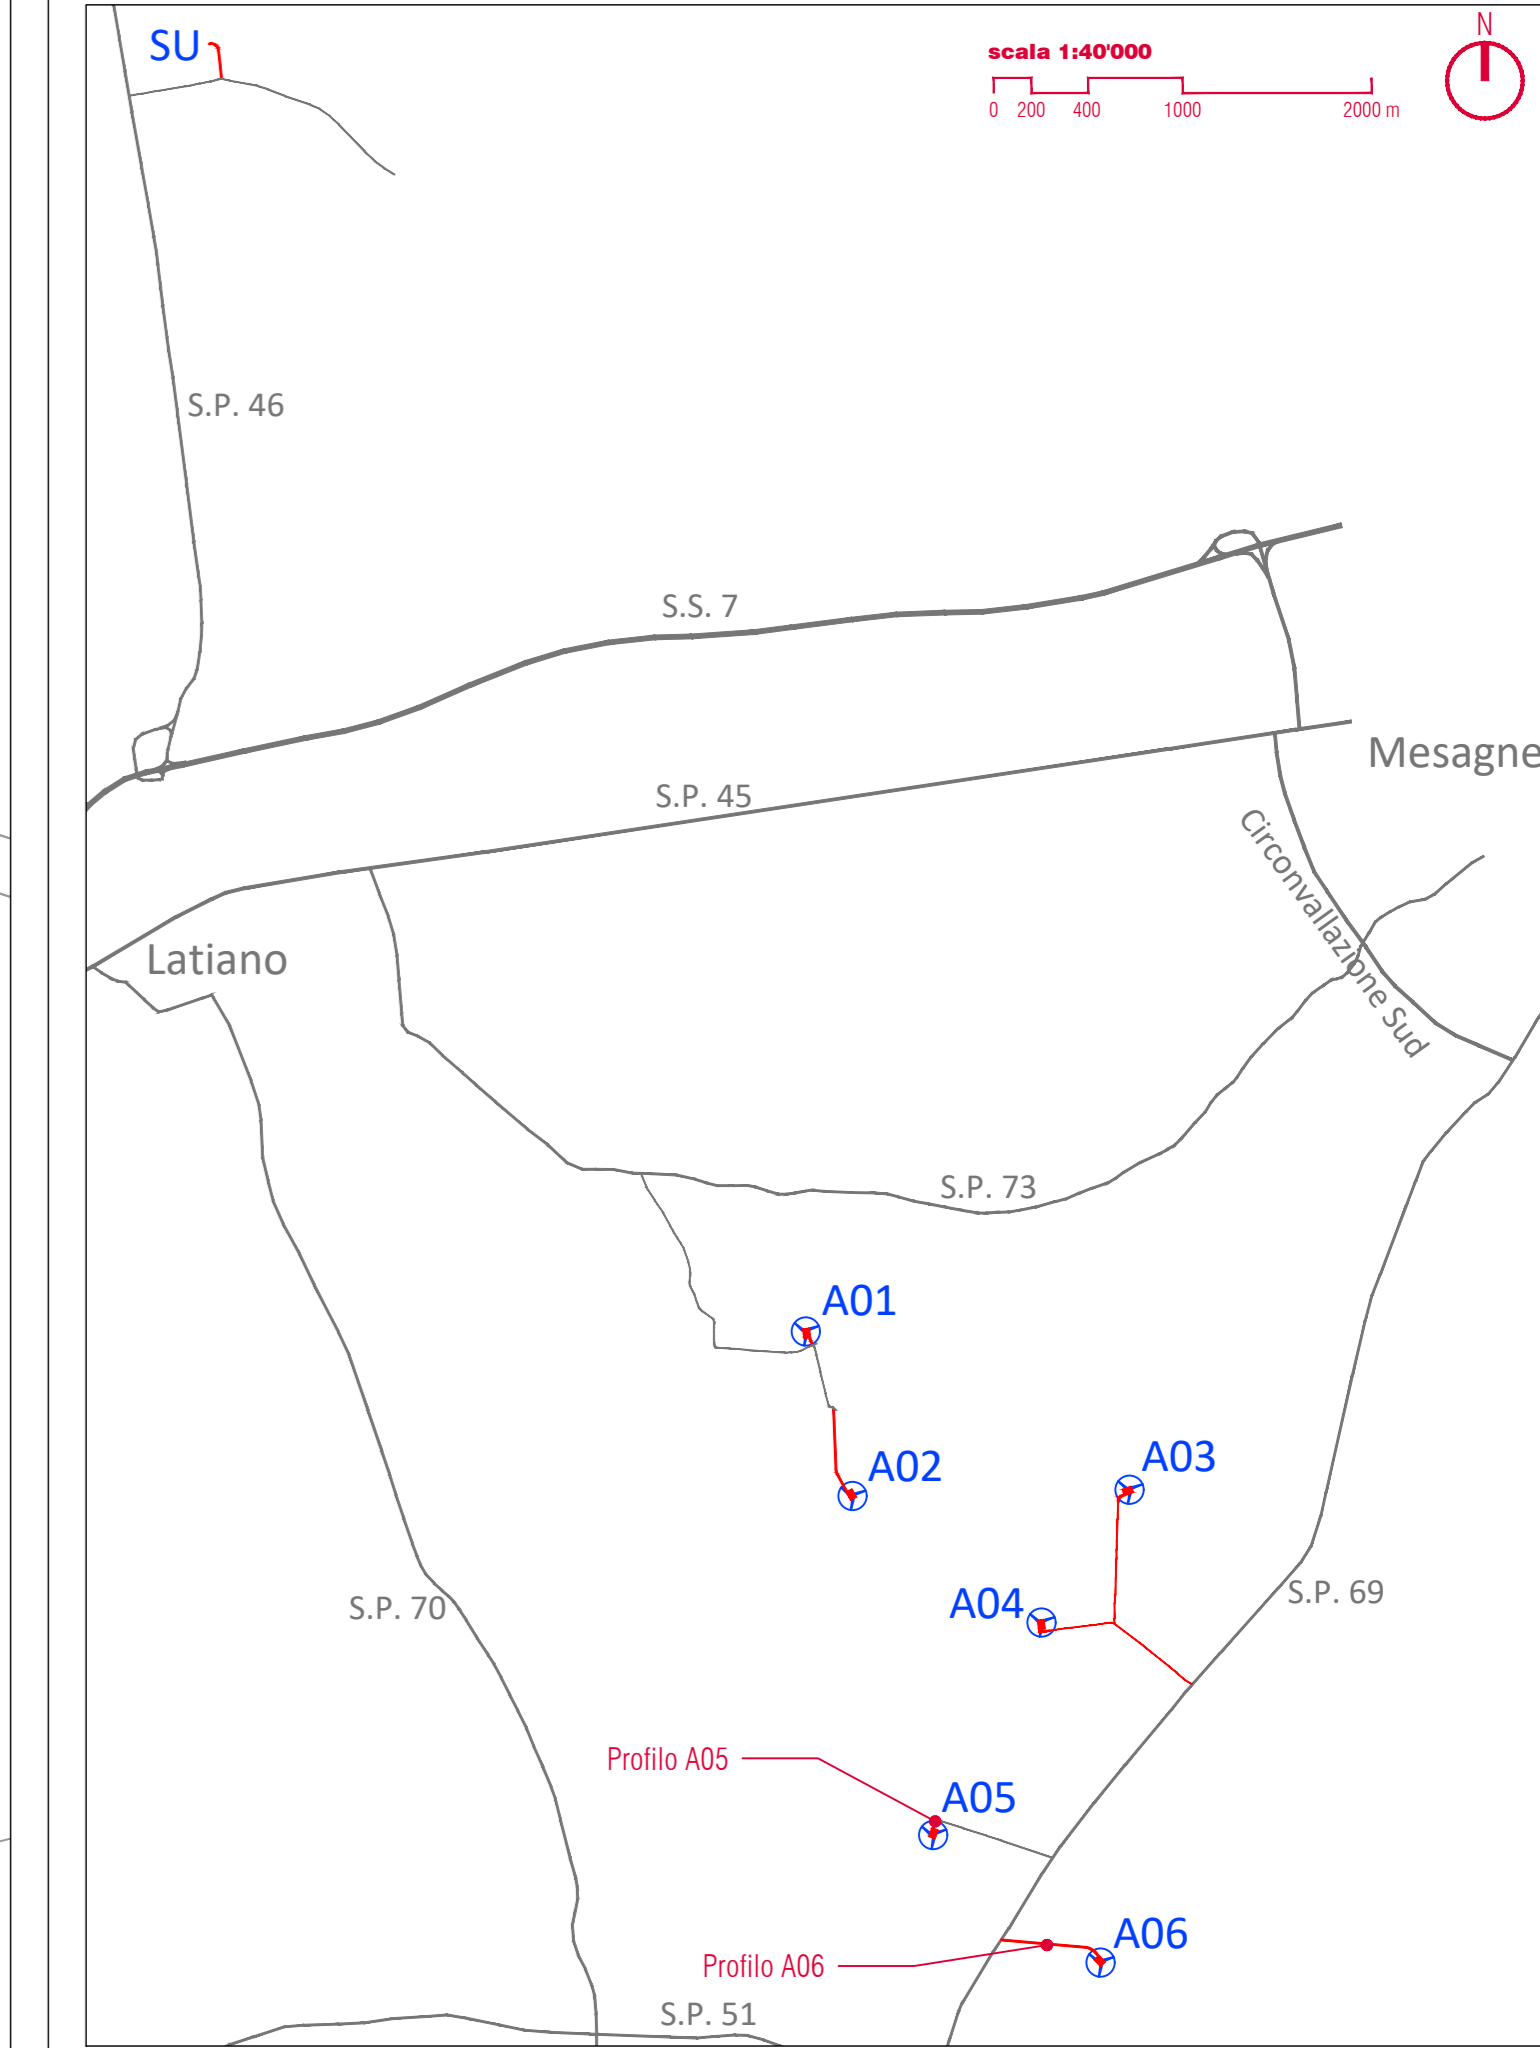 SU
scala 1:40'000
N
0 200 400 1000 2000 m
S.P. 46
S.S. 7
Mesagne
S.P. 45
Circonvallazione Sud
Latiano
S.P. 73
A01
A02
A03
S.P. 69
A04
S.P. 70
Profilo A05
A05
A06
Profilo A06
S.P. 51